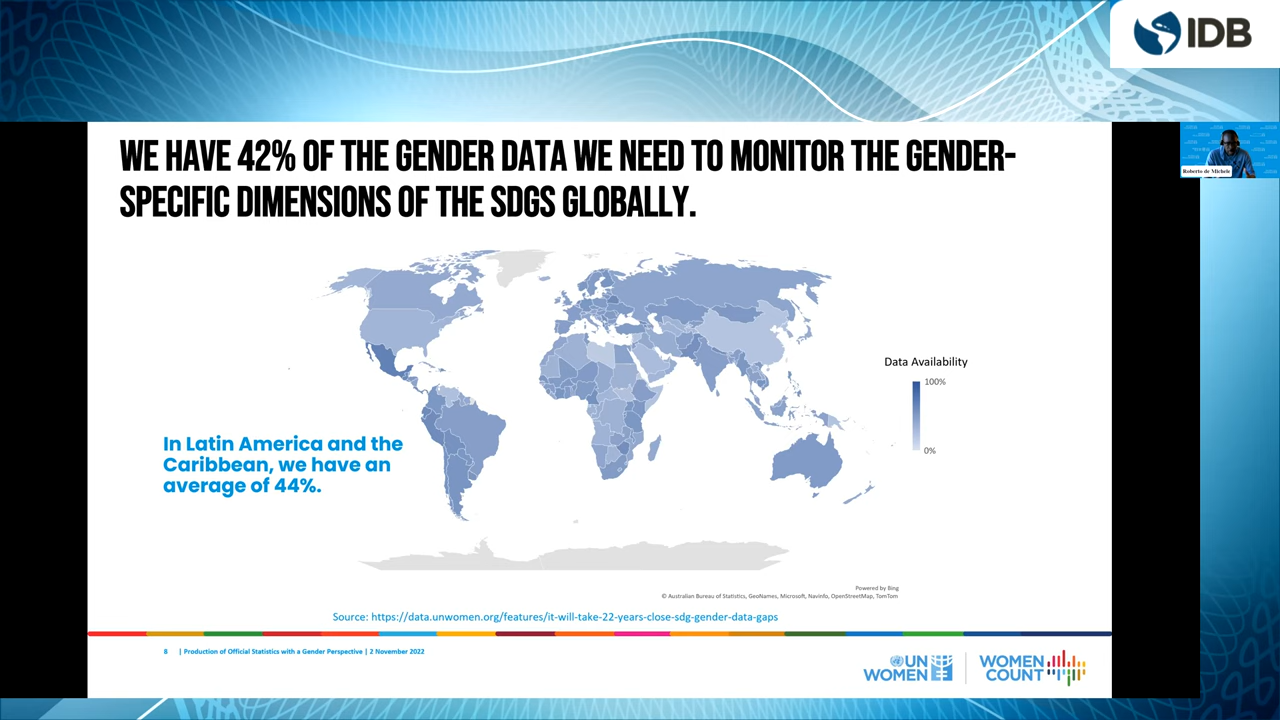 IDB
WE HAVE 42% OF THE GENDER DATA WE NEED TO MONITOR THE GENDER-
SPECIFIC DIMENSIONS OF THE SDGS GLOBALLY.
Roberto de Michele
Data Availability
100%
0%
In Latin America and the
Caribbean, we have an
average of 44%.
Powered by Bing
© Australian Bureau of Statistics, GeoNames, Microsoft, Navinfo, OpenStreetMap, TomTom
Source: https://data.unwomen.org/features/it-will-take-22-years-close-sdg-gender-data-gaps
8 | Production of Official Statistics with a Gender Perspective | 2 November 2022
UN
WOMEN
WOMEN
COUNT